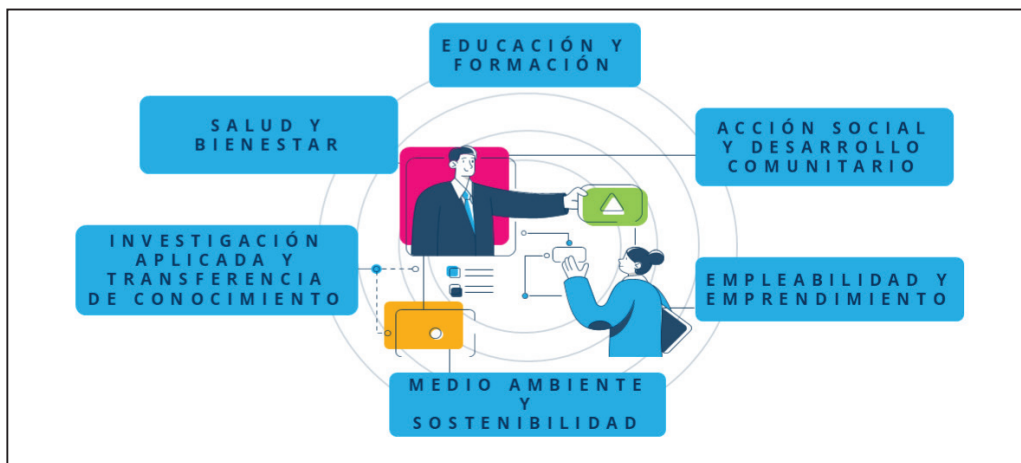 EDUCACIÓN Y
FORMACIÓN
SALUD Y
BIENESTAR
ACCIÓN SOCIAL
Y DESARROLLO
COMUNITARIO
INVESTIGACIÓN
APLICADA Y
TRANSFERENCIA
DE CONOCIMIENTO
EMPLEABILIDAD Y
EMPRENDIMIENTO
MEDIO AMBIENTE
Y
SOSTENIBILIDAD